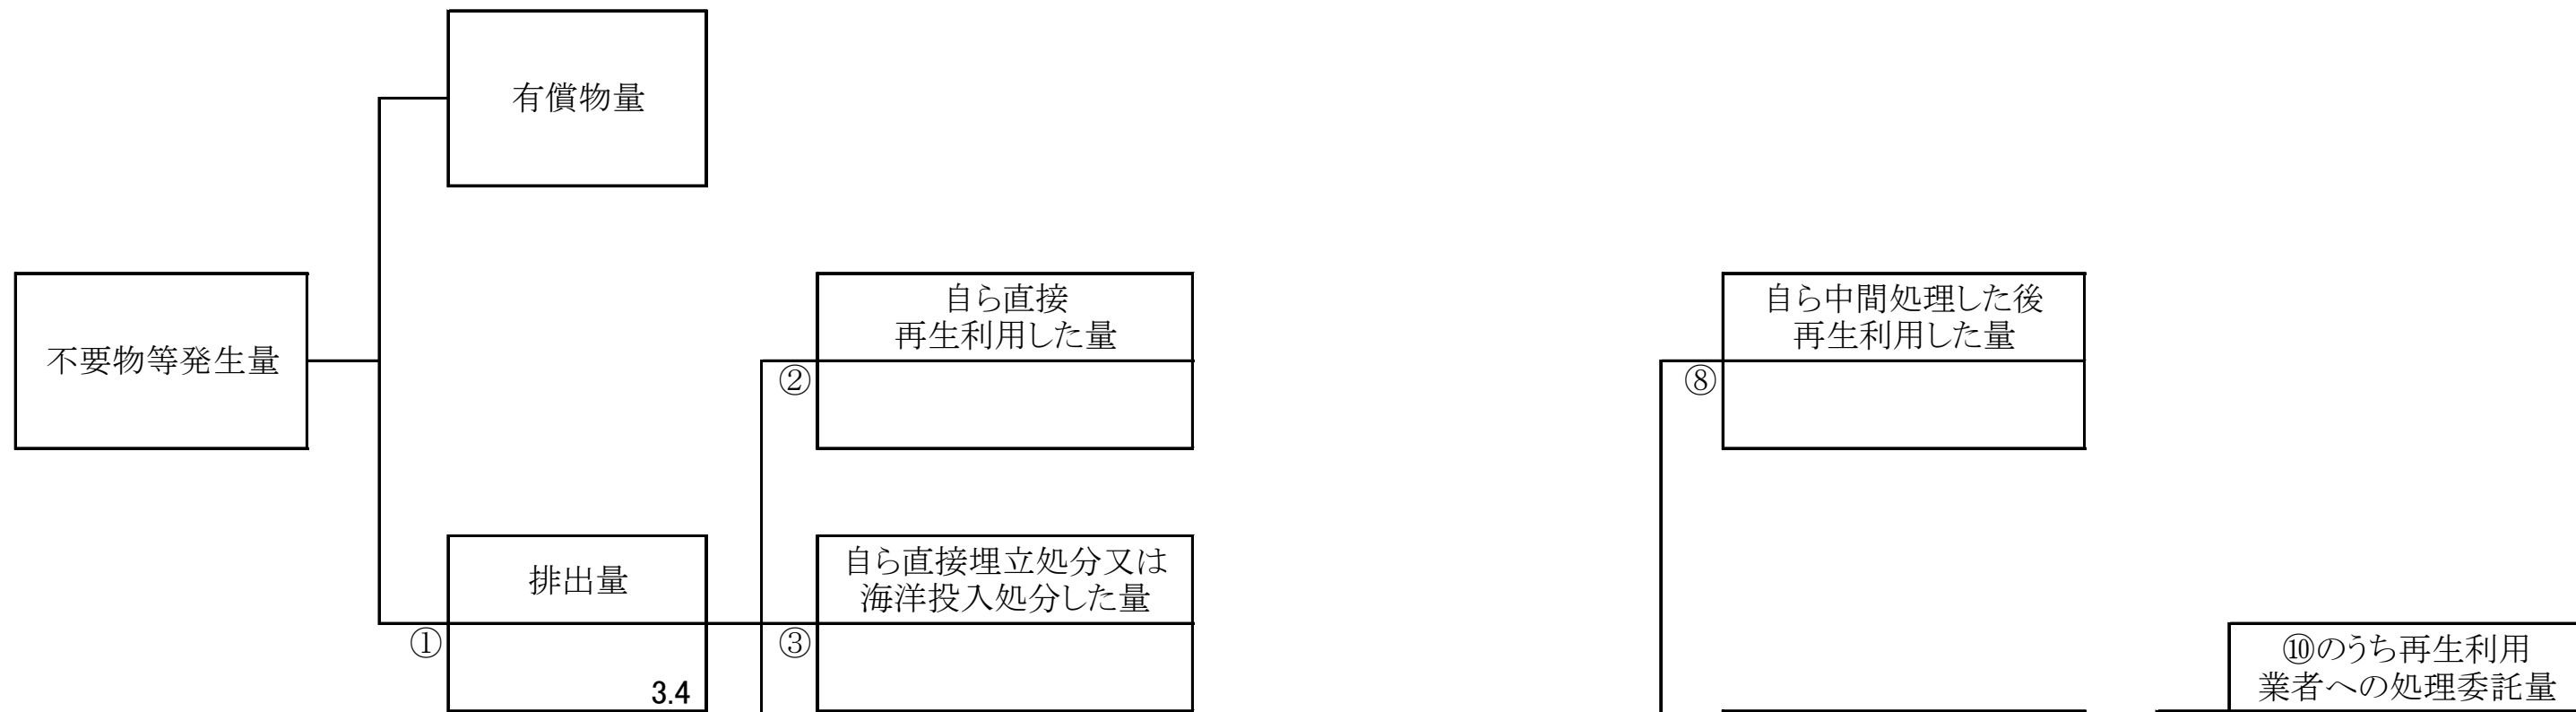 有償物量
不要物等発生量
自ら直接
再生利用した量
②
自ら中間処理した後
再生利用した量
⑧
排出量
①
3.4
自ら直接埋立処分又は
海洋投入処分した量
③
⑩のうち再生利用
業者への処理委託量